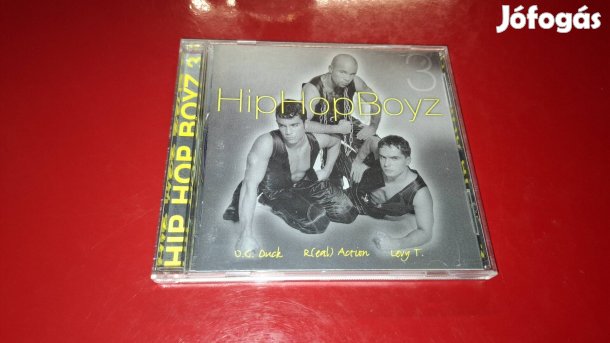 Jófogás
HIP HOP BOYZ 3
3
HipHopBoyz
D.G. Duck R(eal) Action Levy T.